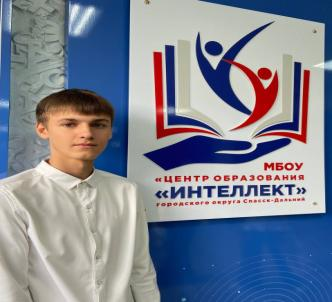 МБОУ
«ЦЕНТР ОБРАЗОВАНИЯ
«ИНТЕЛЛЕКТ»
городского округа Спасск-Дальний